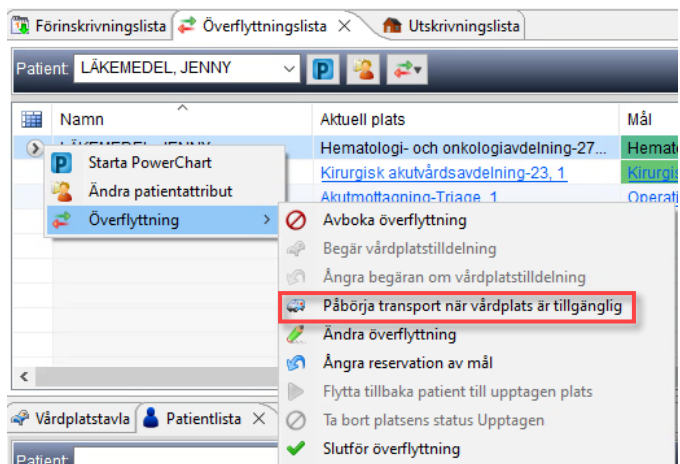 Förinskrivningslista Överflyttningslista Utskrivningslista
Patient: LÄKEMEDEL, JENNY
Namn Aktuell plats Mål
LÄKEMEDEL, JENNY Hematologi- och onkologiavdelning-27... Hemato
Kirurgisk akutvårdsavdelning-23, 1 Kirurgis
Akutmottagning-Triage, 1 Operati
Starta PowerChart
Ändra patientattribut
Överflyttning
Avboka överflyttning
Begär vårdplatstilldelning
Ångra begäran om vårdplatstilldelning
Påbörja transport när vårdplats är tillgänglig
Ändra överflyttning
Ångra reservation av mål
Flytta tillbaka patient till upptagen plats
Ta bort platsens status Upptagen
Slutför överflyttning
Vårdplatstavla Patientlista
Patient: